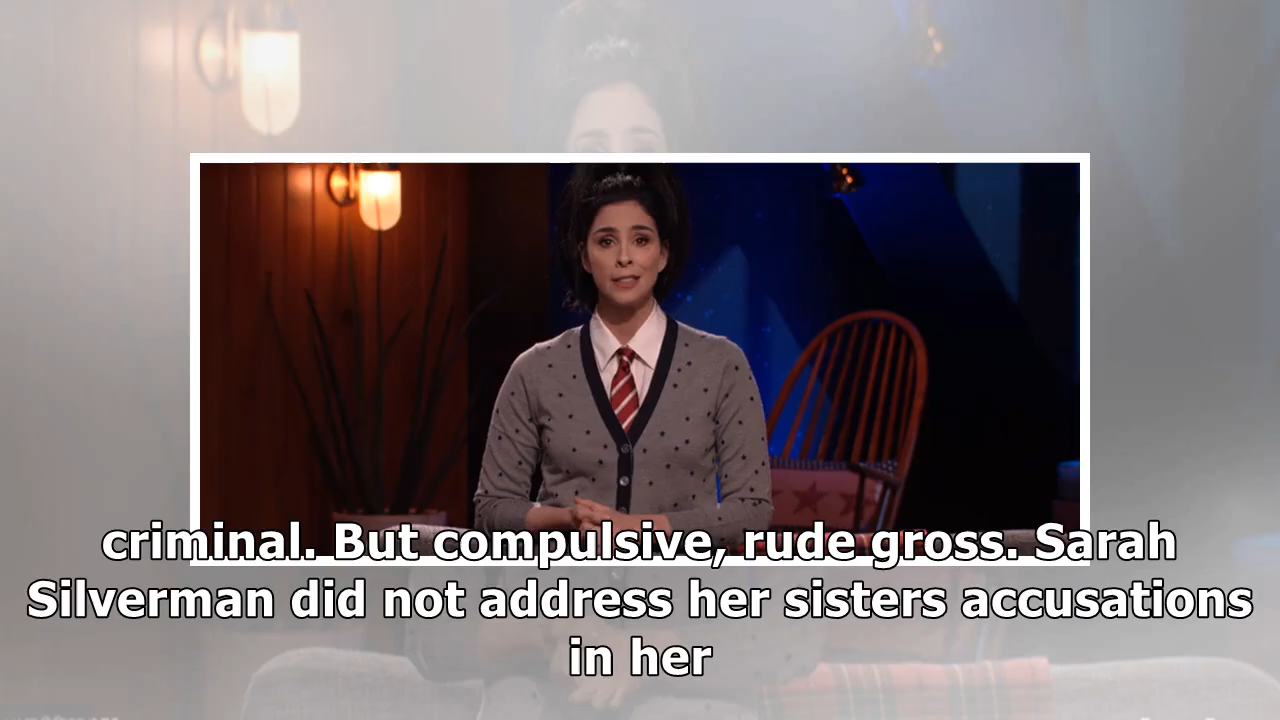 criminal. But compulsive, rude gross. Sarah
Silverman did not address her sisters accusations
in her